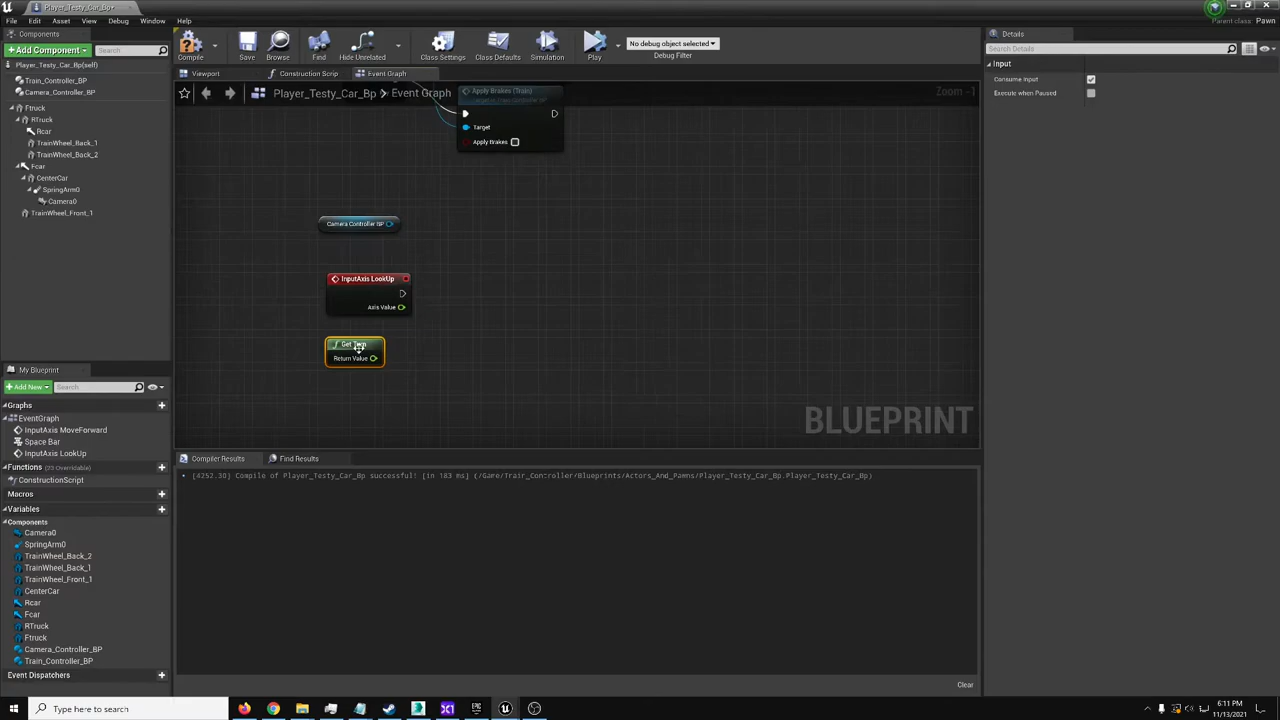 Player_Testy_Car_Bp*
File Edit Asset View Debug Window Help
Parent class: Pawn
Components
+Add Component Search
Player_Testy_Car_Bp(self)
Train_Controller_BP
Camera_Controller_BP
Ftruck
RTruck
Rcar
TrainWheel_Back_1
TrainWheel_Back_2
Fcar
CenterCar
SpringArm0
Camera0
TrainWheel_Front_1
Compile Save Browse Find Hide Unrelated Class Settings Class Defaults Simulation Play
No debug object selected
Debug Filter
Viewport Construction Script Event Graph
Player_Testy_Car_Bp > Event Graph
Zoom -1
Apply Brakes (Train)
Target
Apply Brakes
Camera Controller BP
InputAxis LookUp
Axis Value
Return Value
BLUEPRINT
Details
Search Details
Input
Consume Input
Execute when Paused
My Blueprint
+Add New Search
Graphs
EventGraph
InputAxis MoveForward
Space Bar
InputAxis LookUp
Functions (23 Overridable)
ConstructionScript
Macros
Variables
Components
Camera0
SpringArm0
TrainWheel_Back_2
TrainWheel_Back_1
TrainWheel_Front_1
CenterCar
Rcar
Fcar
RTruck
Ftruck
Camera_Controller_BP
Train_Controller_BP
Event Dispatchers
Compiler Results Find Results
[4252.30] Compile of Player_Testy_Car_Bp successful! [in 183 ms] (/Game/Train_Controller/Blueprints/Actors_And_Pawns/Player_Testy_Car_Bp.Player_Testy_Car_Bp)
Clear
Type here to search
6:11 PM
11/13/2021